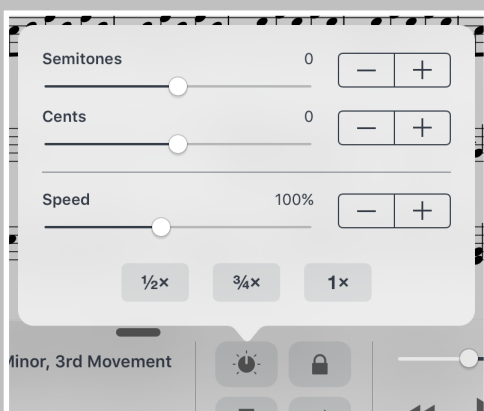 Semitones 0
Cents 0
Speed 100%
½× ¾× 1×
Minor, 3rd Movement